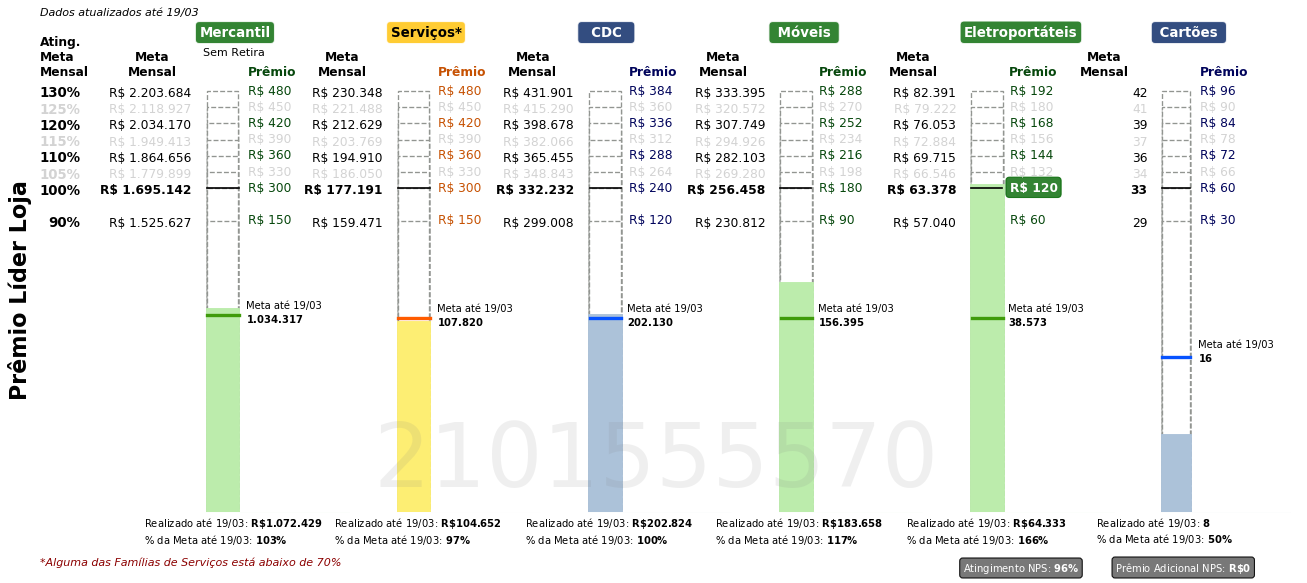 Dados atualizados até 19/03
Mercantil Serviços* CDC Móveis Eletroportáteis Cartões
Sem Retira
Ating. Meta Mensal
Meta Mensal Prêmio Meta Mensal Prêmio Meta Mensal Prêmio Meta Mensal Prêmio Meta Mensal Prêmio Meta Mensal Prêmio
130% R$ 2.203.684 R$ 480 R$ 230.348 R$ 480 R$ 431.901 R$ 384 R$ 333.395 R$ 288 R$ 82.391 R$ 192 42 R$ 96
125% R$ 2.118.927 R$ 450 R$ 221.488 R$ 450 R$ 415.290 R$ 360 R$ 320.572 R$ 270 R$ 79.222 R$ 180 41 R$ 90
120% R$ 2.034.170 R$ 420 R$ 212.629 R$ 420 R$ 398.678 R$ 336 R$ 307.749 R$ 252 R$ 76.053 R$ 168 39 R$ 84
115% R$ 1.949.413 R$ 390 R$ 203.769 R$ 390 R$ 382.066 R$ 312 R$ 294.926 R$ 234 R$ 72.884 R$ 156 37 R$ 78
110% R$ 1.864.656 R$ 360 R$ 194.910 R$ 360 R$ 365.455 R$ 288 R$ 282.103 R$ 216 R$ 69.715 R$ 144 36 R$ 72
105% R$ 1.779.899 R$ 330 R$ 186.050 R$ 330 R$ 348.843 R$ 264 R$ 269.280 R$ 198 R$ 66.546 R$ 132 34 R$ 66
100% R$ 1.695.142 R$ 300 R$ 177.191 R$ 300 R$ 332.232 R$ 240 R$ 256.458 R$ 180 R$ 63.378 R$ 120 33 R$ 60
90% R$ 1.525.627 R$ 150 R$ 159.471 R$ 150 R$ 299.008 R$ 120 R$ 230.812 R$ 90 R$ 57.040 R$ 60 29 R$ 30
Prêmio Líder Loja
Meta até 19/03 Meta até 19/03 Meta até 19/03 Meta até 19/03 Meta até 19/03
1.034.317 107.820 202.130 156.395 38.573
Meta até 19/03
16
2101555570
Realizado até 19/03: R$1.072.429 Realizado até 19/03: R$104.652 Realizado até 19/03: R$202.824 Realizado até 19/03: R$183.658 Realizado até 19/03: R$64.333 Realizado até 19/03: 8
% da Meta até 19/03: 103% % da Meta até 19/03: 97% % da Meta até 19/03: 100% % da Meta até 19/03: 117% % da Meta até 19/03: 166% % da Meta até 19/03: 50%
*Alguma das Famílias de Serviços está abaixo de 70%
Atingimento NPS: 96% Prêmio Adicional NPS: R$0